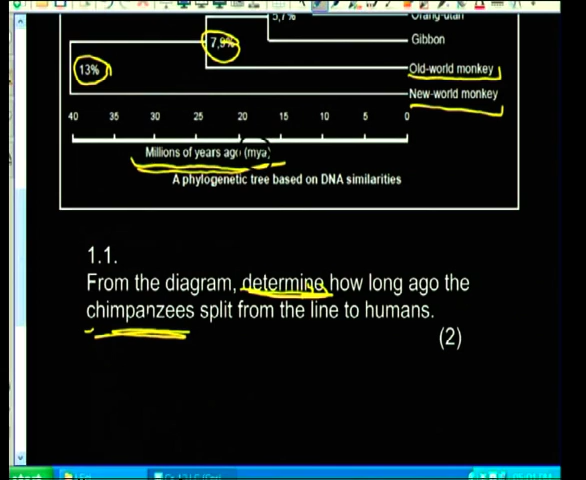 5,7%
Orang-utan
Gibbon
7,9%
Old-world monkey
13%
New-world monkey
40 35 30 25 20 15 10 5 0
Millions of years ago (mya)
A phylogenetic tree based on DNA similarities
1.1.
From the diagram, determine how long ago the
chimpanzees split from the line to humans.
(2)